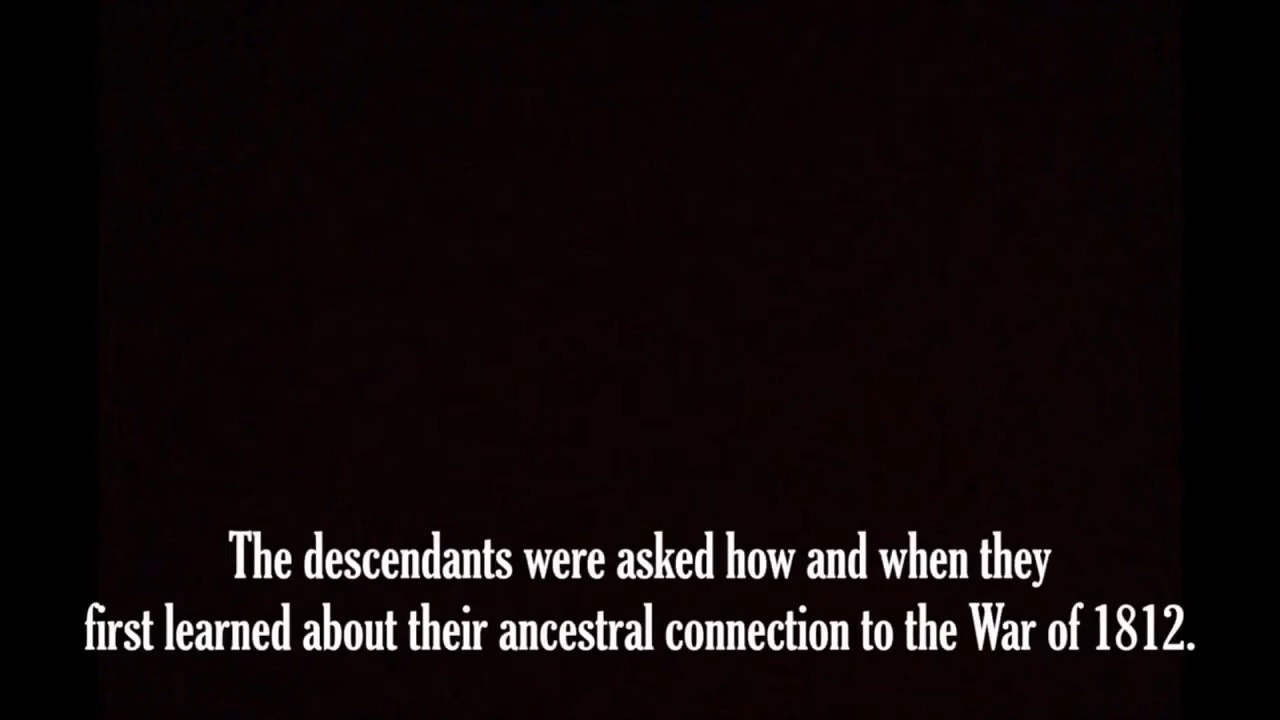 The descendants were asked how and when they
first learned about their ancestral connection to the War of 1812.